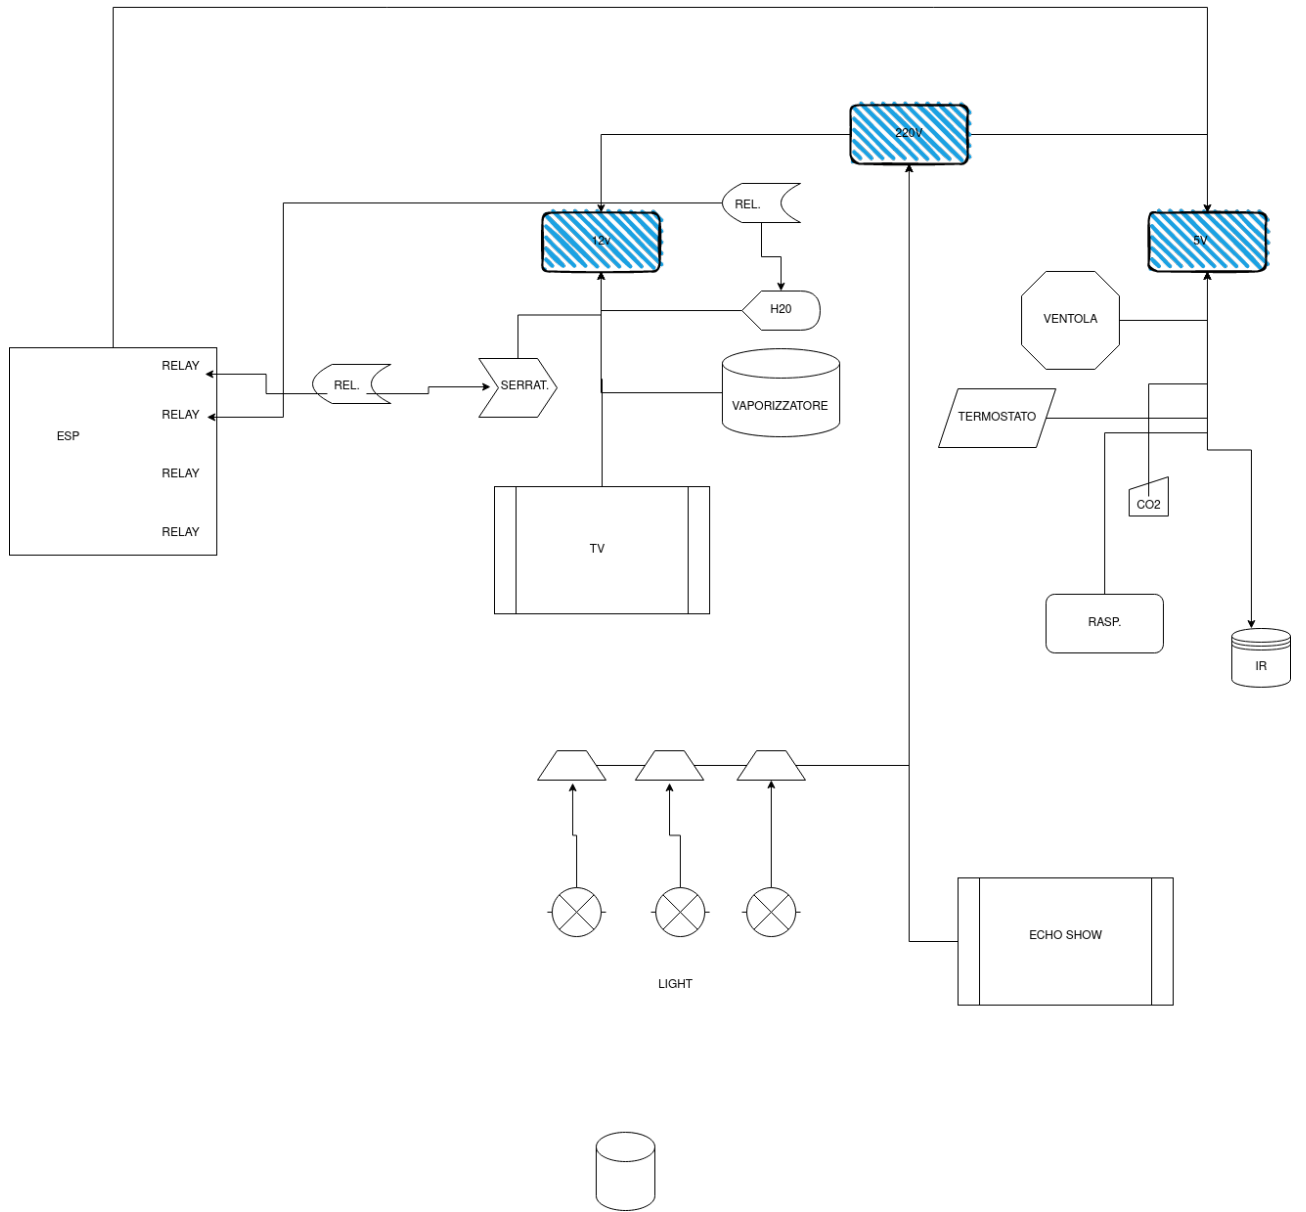 220V
REL.
12v
5V
H20
VENTOLA
RELAY
REL.
SERRAT.
VAPORIZZATORE
RELAY
TERMOSTATO
ESP
RELAY
CO2
RELAY
TV
RASP.
IR
ECHO SHOW
LIGHT